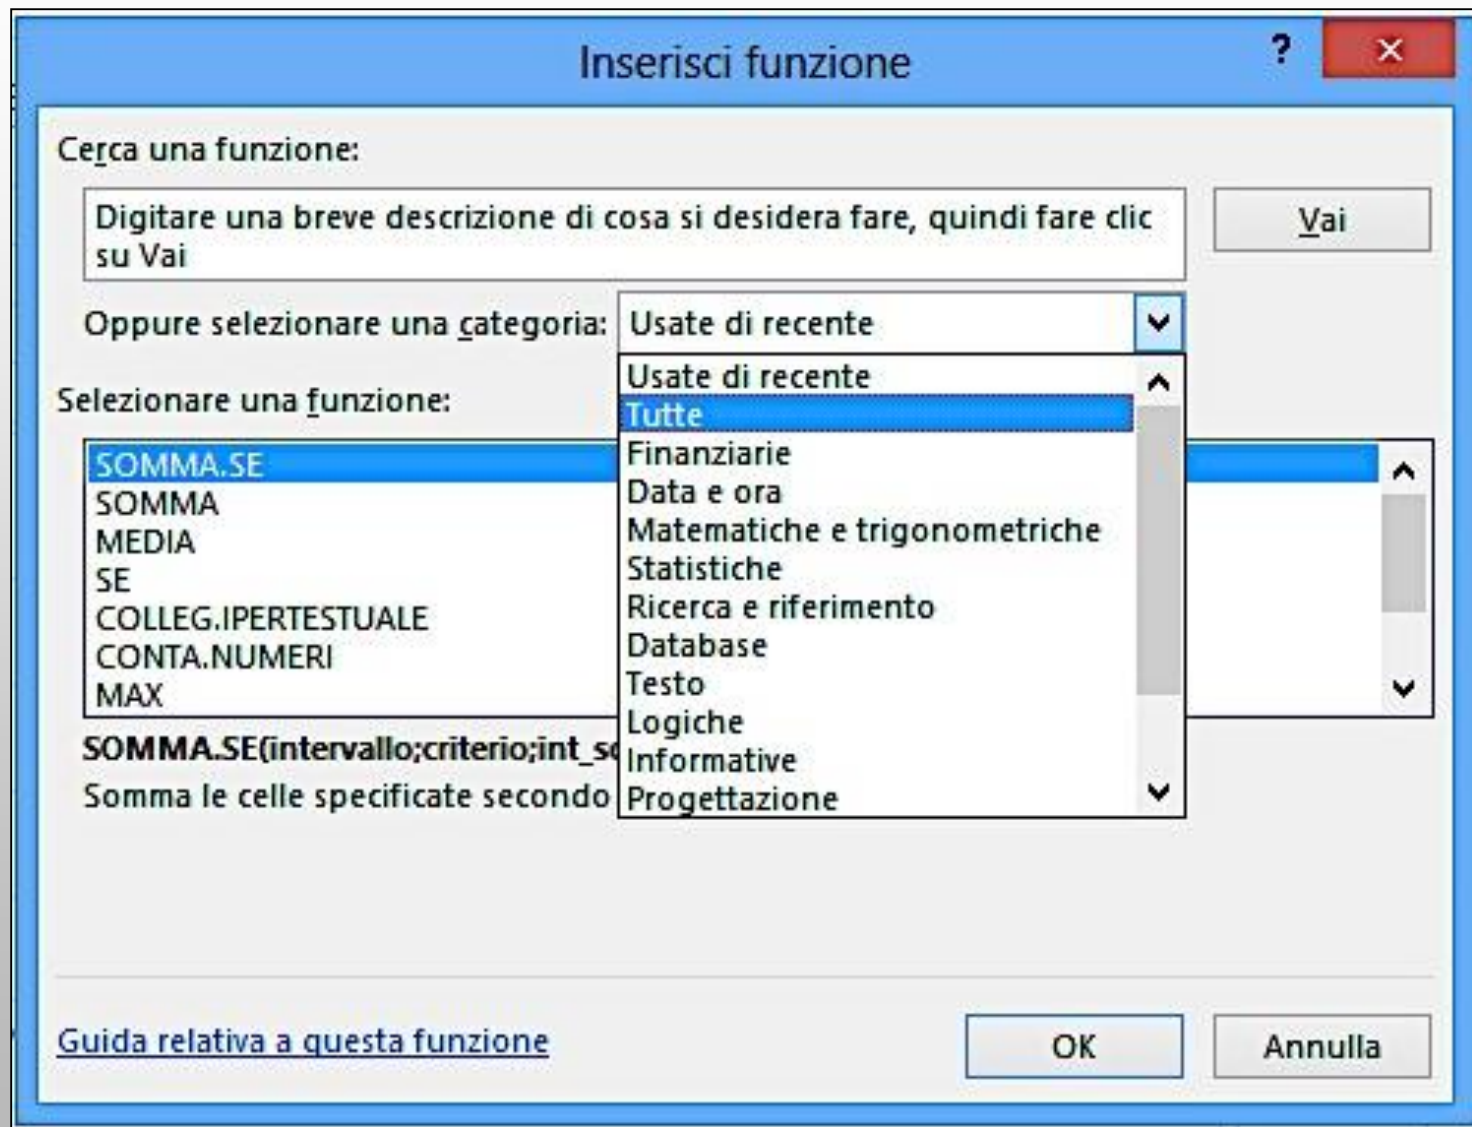 Inserisci funzione
?
Cerca una funzione:
Digitare una breve descrizione di cosa si desidera fare, quindi fare clic
su Vai
Vai
Oppure selezionare una categoria:
Usate di recente
Usate di recente
Tutte
Finanziarie
Data e ora
Matematiche e trigonometriche
Statistiche
Ricerca e riferimento
Database
Testo
Logiche
Informative
Progettazione
Selezionare una funzione:
SOMMA.SE
SOMMA
MEDIA
SE
COLLEG.IPERTESTUALE
CONTA.NUMERI
MAX
SOMMA.SE(intervallo;criterio;int_so
Somma le celle specificate secondo
Guida relativa a questa funzione
OK
Annulla